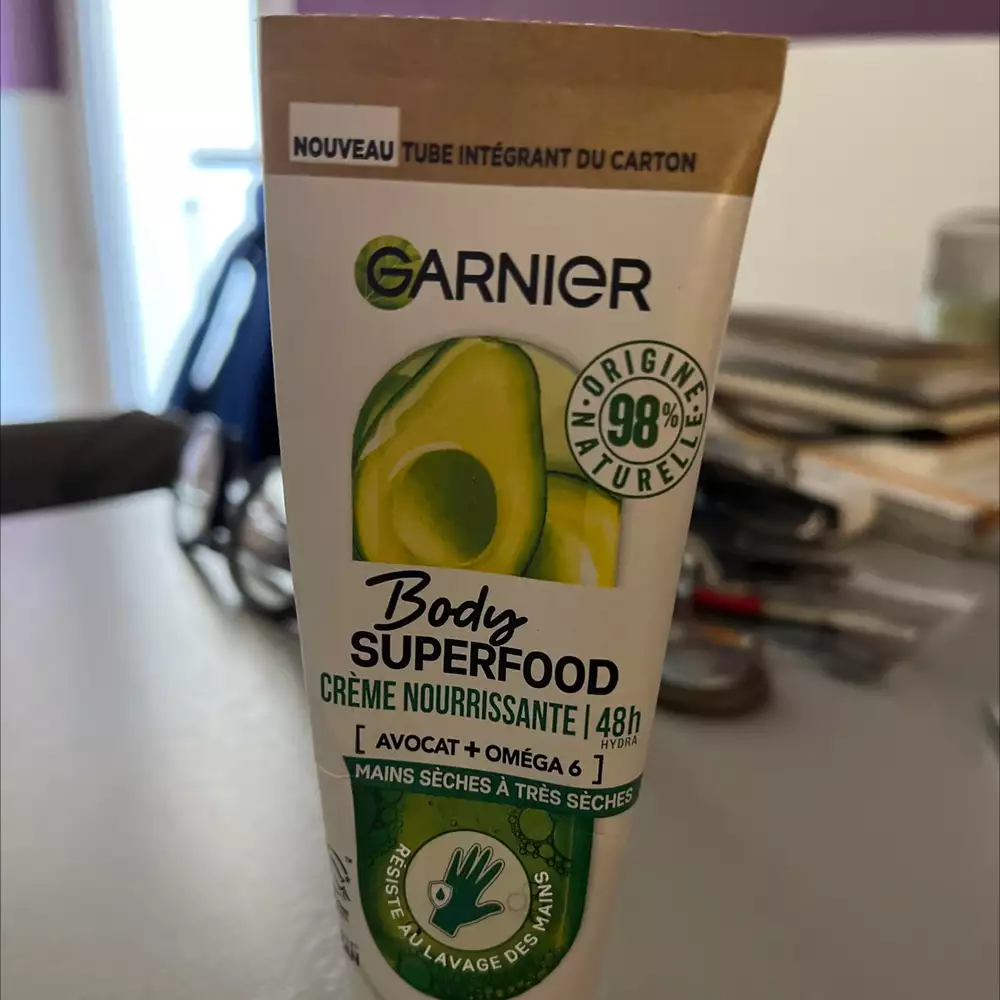 NOUVEAU TUBE INTÉGRANT DU CARTON
GARNIER
ORIGINE NATURELLE
98%
Body
SUPERFOOD
CRÈME NOURRISSANTE | 48h
HYDRA
[ AVOCAT + OMÉGA 6 ]
MAINS SÈCHES À TRÈS SÈCHES
RÉSISTE AU LAVAGE DES MAINS